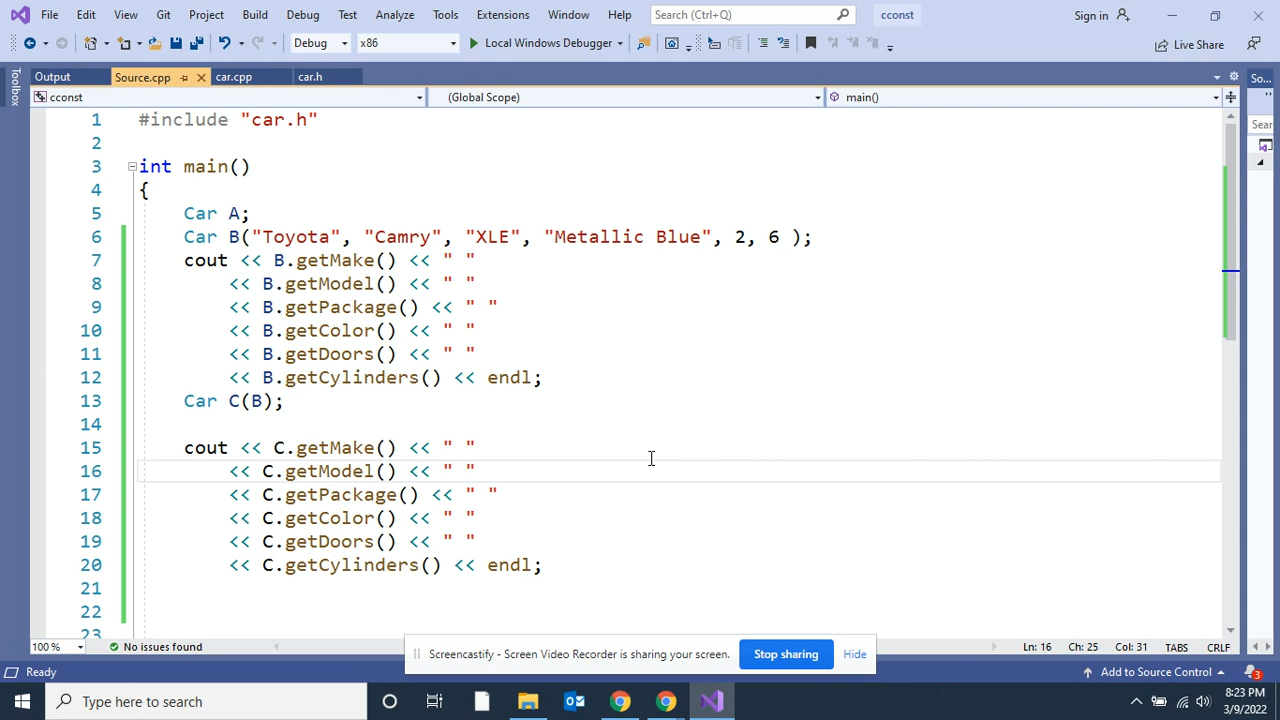 File Edit View Git Project Build Debug Test Analyze Tools Extensions Window Help Search (Ctrl+Q) cconst Sign in
Debug x86 Local Windows Debugger Live Share
Toolbox
Output Source.cpp car.cpp car.h So...
cconst (Global Scope) main()
1 #include "car.h" Sear
2
3 int main()
4 {
5 Car A;
6 Car B("Toyota", "Camry", "XLE", "Metallic Blue", 2, 6 );
7 cout << B.getMake() << " "
8 << B.getModel() << " "
9 << B.getPackage() << " "
10 << B.getColor() << " "
11 << B.getDoors() << " "
12 << B.getCylinders() << endl;
13 Car C(B);
14
15 cout << C.getMake() << " "
16 << C.getModel() << " "
17 << C.getPackage() << " "
18 << C.getColor() << " "
19 << C.getDoors() << " "
20 << C.getCylinders() << endl;
21
22
23
100 % No issues found Ln: 16 Ch: 25 Col: 31 TABS CRLF
Screencastify - Screen Video Recorder is sharing your screen. Stop sharing Hide
Ready Add to Source Control 3
Type here to search 8:23 PM
3/9/2022